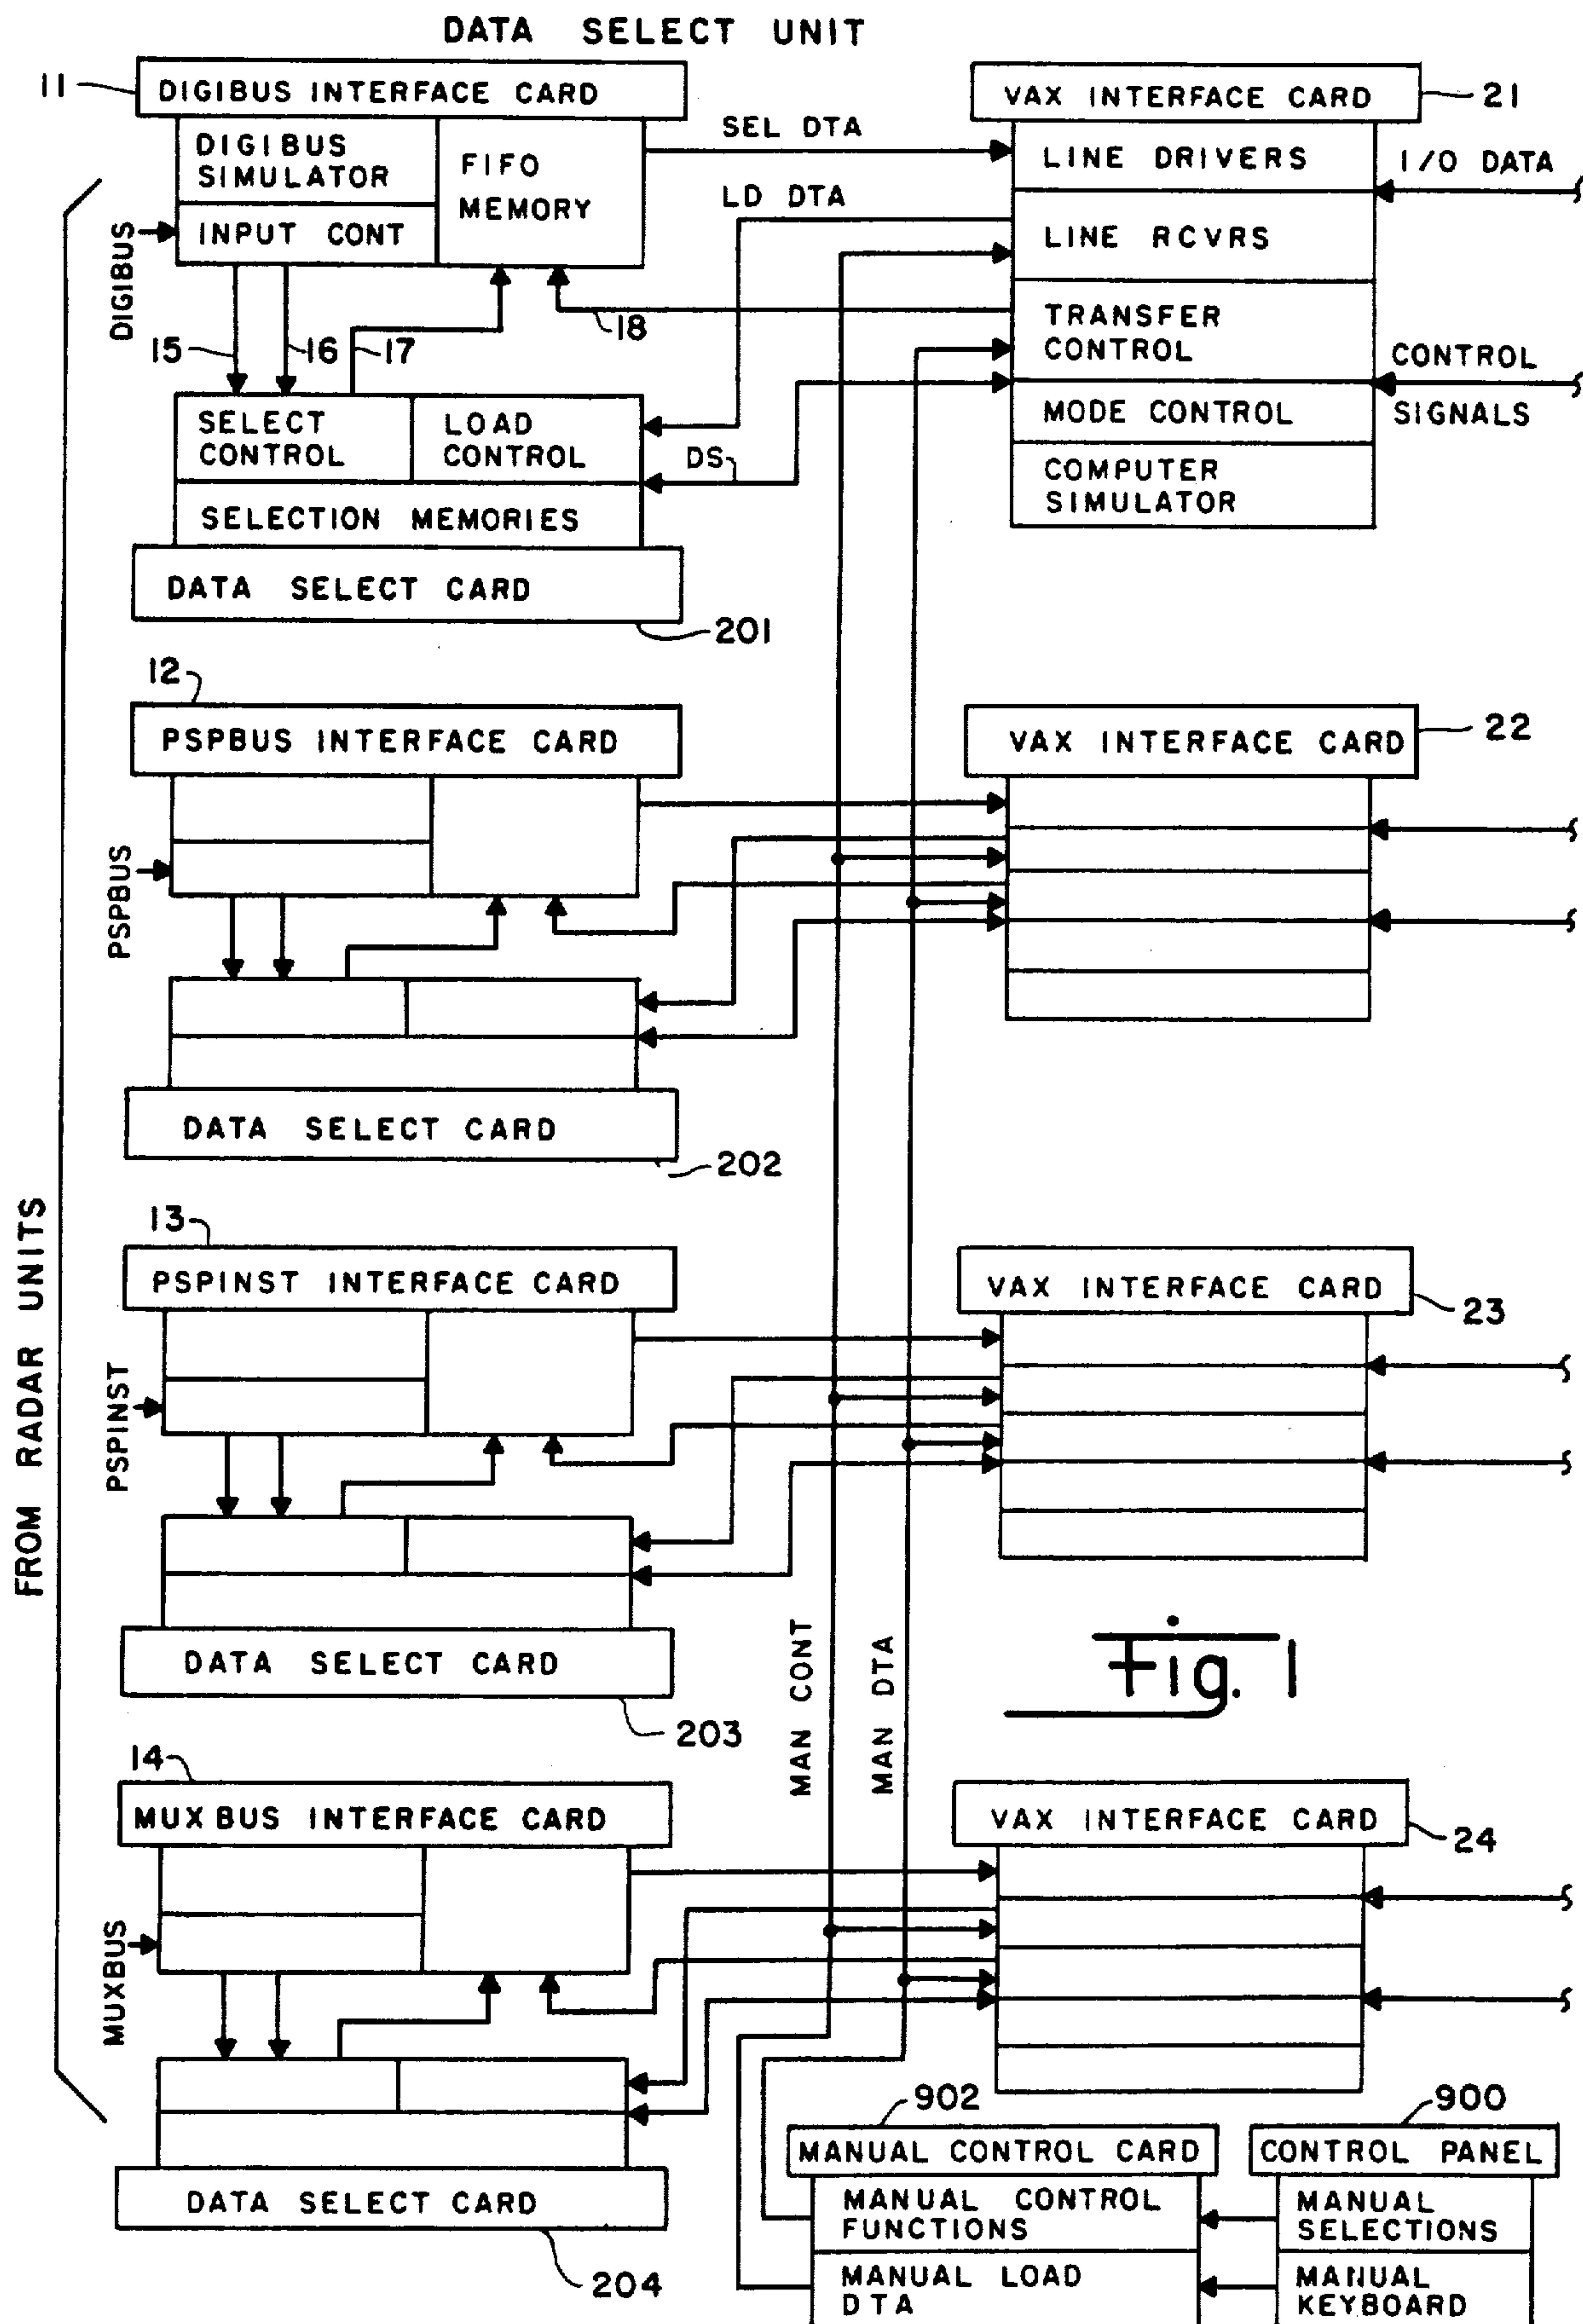 DATA SELECT UNIT
11
DIGIBUS INTERFACE CARD
DIGIBUS
SIMULATOR
INPUT CONT
FIFO
MEMORY
DIGIBUS
15
16
17
18
SEL DTA
LD DTA
DS
SELECT
CONTROL
LOAD
CONTROL
SELECTION MEMORIES
DATA SELECT CARD
201
VAX INTERFACE CARD
21
LINE DRIVERS
LINE RCVRS
TRANSFER
CONTROL
MODE CONTROL
COMPUTER
SIMULATOR
I/O DATA
CONTROL
SIGNALS
12
PSPBUS INTERFACE CARD
PSPBUS
DATA SELECT CARD
202
VAX INTERFACE CARD
22
FROM RADAR UNITS
13
PSPINST INTERFACE CARD
PSPINST
DATA SELECT CARD
203
VAX INTERFACE CARD
23
MAN CONT
MAN DTA
Fig. 1
14
MUXBUS INTERFACE CARD
MUXBUS
DATA SELECT CARD
204
VAX INTERFACE CARD
24
902
MANUAL CONTROL CARD
MANUAL CONTROL
FUNCTIONS
MANUAL LOAD
DTA
900
CONTROL PANEL
MANUAL
SELECTIONS
MANUAL
KEYBOARD